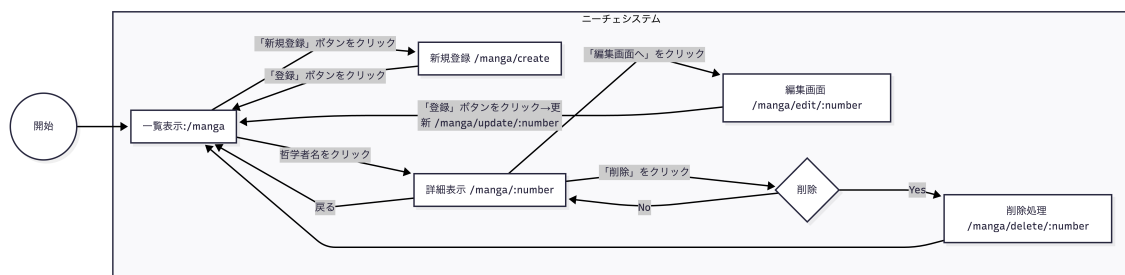 ニーチェシステム
「新規登録」ボタンをクリック
新規登録 /manga/create
「登録」ボタンをクリック
「編集画面へ」をクリック
編集画面
/manga/edit/:number
「登録」ボタンをクリック→更
新 /manga/update/:number
開始
一覧表示:/manga
哲学者名をクリック
詳細表示 /manga/:number
「削除」をクリック
削除
Yes
No
戻る
削除処理
/manga/delete/:number